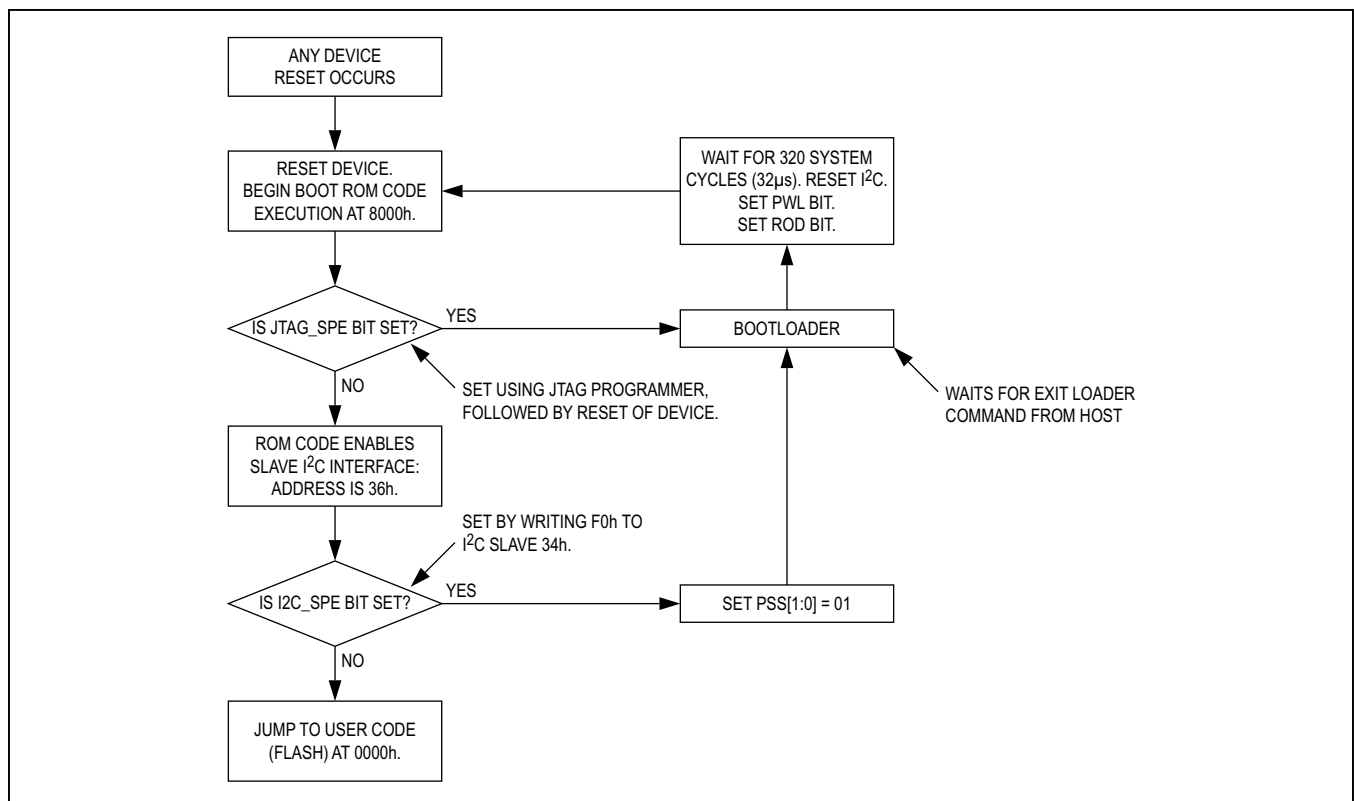 ANY DEVICE
RESET OCCURS
RESET DEVICE.
BEGIN BOOT ROM CODE
EXECUTION AT 8000h.
WAIT FOR 320 SYSTEM
CYCLES (32µs). RESET I²C.
SET PWL BIT.
SET ROD BIT.
IS JTAG_SPE BIT SET?
YES
BOOTLOADER
NO
SET USING JTAG PROGRAMMER,
FOLLOWED BY RESET OF DEVICE.
WAITS FOR EXIT LOADER
COMMAND FROM HOST
ROM CODE ENABLES
SLAVE I²C INTERFACE:
ADDRESS IS 36h.
SET BY WRITING F0h TO
I²C SLAVE 34h.
IS I2C_SPE BIT SET?
YES
SET PSS[1:0] = 01
NO
JUMP TO USER CODE
(FLASH) AT 0000h.